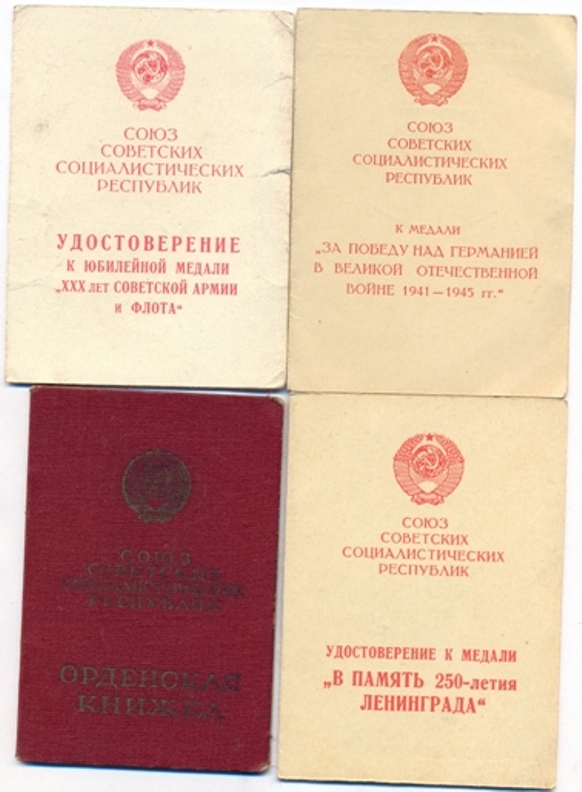 СОЮЗ
СОВЕТСКИХ
СОЦИАЛИСТИЧЕСКИХ
РЕСПУБЛИК
УДОСТОВЕРЕНИЕ
К ЮБИЛЕЙНОЙ МЕДАЛИ
„XXX ЛЕТ СОВЕТСКОЙ АРМИИ
И ФЛОТА“
СОЮЗ
СОВЕТСКИХ
СОЦИАЛИСТИЧЕСКИХ
РЕСПУБЛИК
К МЕДАЛИ
„ЗА ПОБЕДУ НАД ГЕРМАНИЕЙ
В ВЕЛИКОЙ ОТЕЧЕСТВЕННОЙ
ВОЙНЕ 1941—1945 гг.“
СОЮЗ
СОВЕТСКИХ
СОЦИАЛИСТИЧЕСКИХ
РЕСПУБЛИК
ОРДЕНСКАЯ
КНИЖКА
СОЮЗ
СОВЕТСКИХ
СОЦИАЛИСТИЧЕСКИХ
РЕСПУБЛИК
УДОСТОВЕРЕНИЕ К МЕДАЛИ
„В ПАМЯТЬ 250-летия
ЛЕНИНГРАДА“